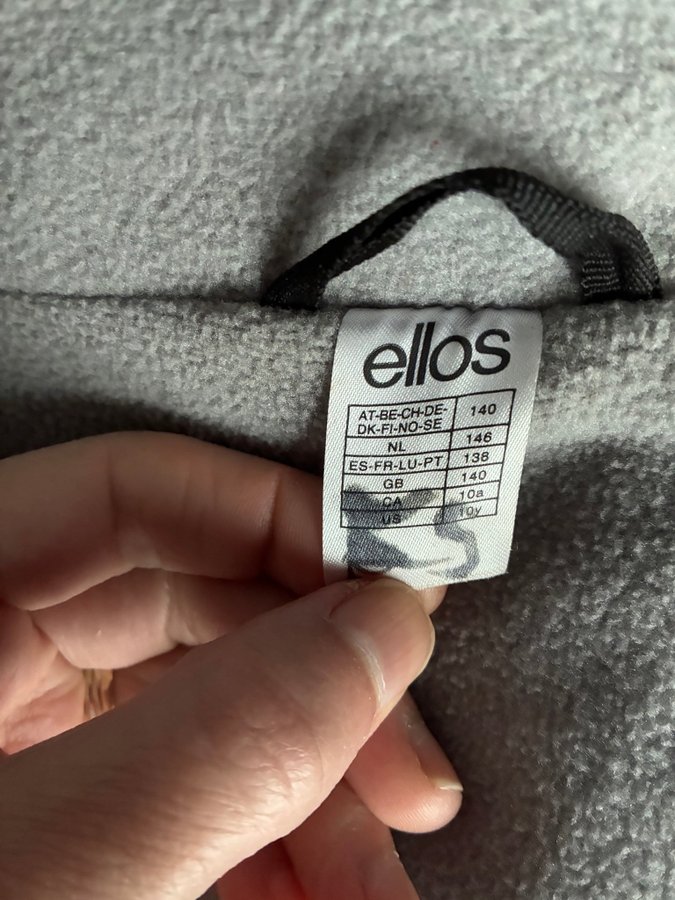 ellos
AT-BE-CH-DE-
DK-FI-NO-SE 140
NL 146
ES-FR-LU-PT 138
GB 140
CA 10a
US 10y